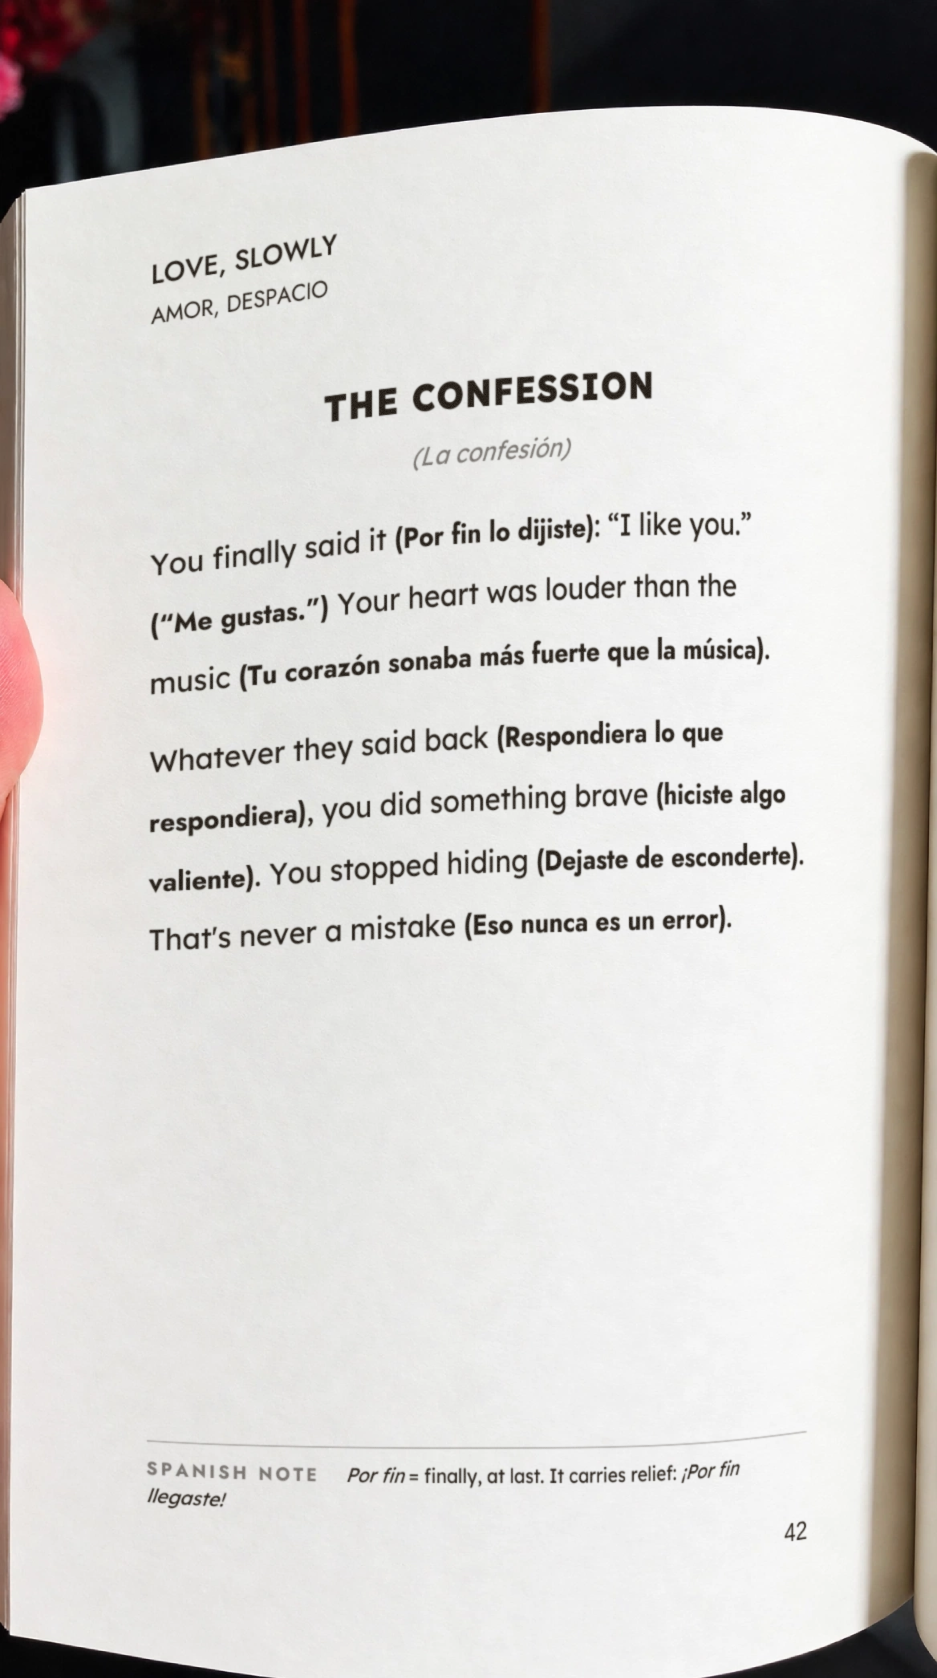 LOVE, SLOWLY
AMOR, DESPACIO
THE CONFESSION
(La confesión)
You finally said it (Por fin lo dijiste): “I like you.”
(“Me gustas.”) Your heart was louder than the
music (Tu corazón sonaba más fuerte que la música).
Whatever they said back (Respondiera lo que
respondiera), you did something brave (hiciste algo
valiente). You stopped hiding (Dejaste de esconderte).
That's never a mistake (Eso nunca es un error).
SPANISH NOTE Por fin = finally, at last. It carries relief: ¡Por fin
llegaste!
42